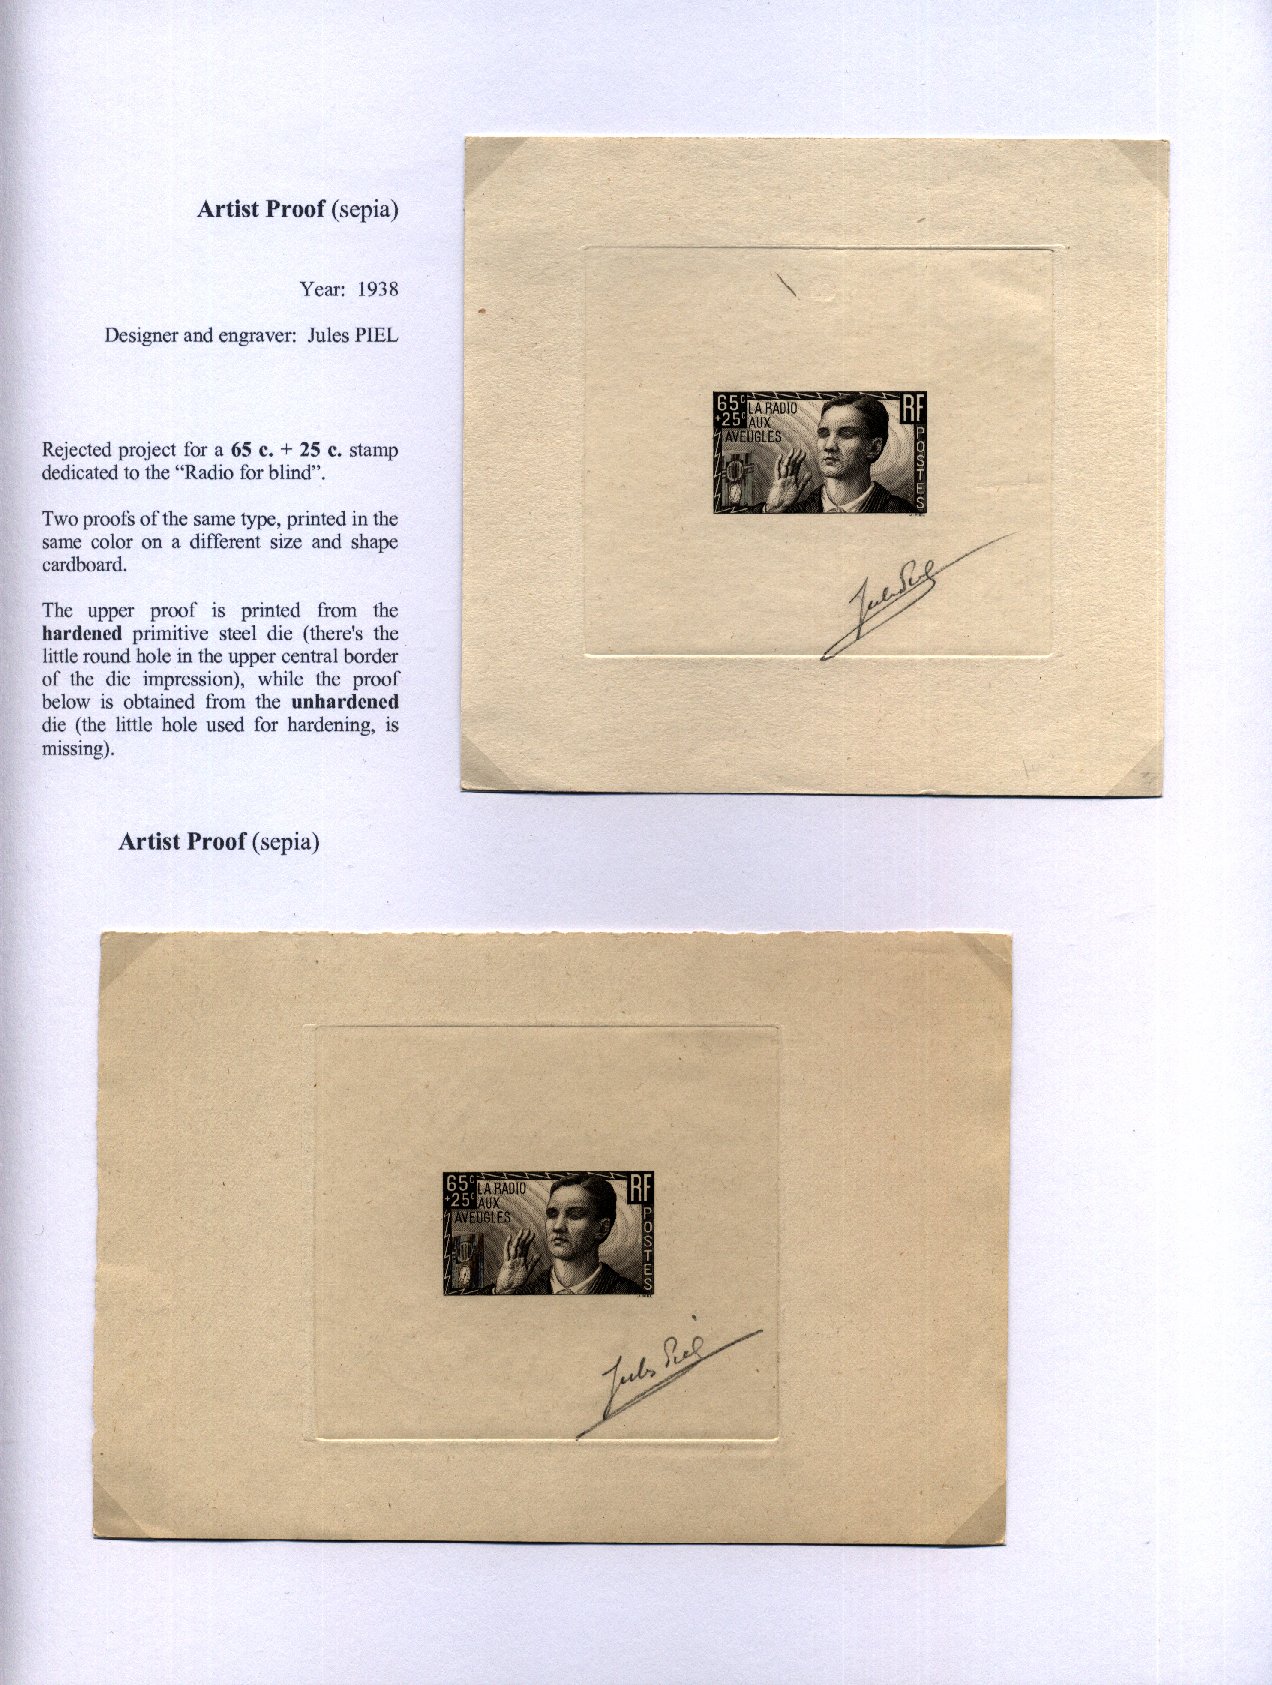 Artist Proof (sepia)
Year: 1938
Designer and engraver: Jules PIEL
Rejected project for a 65 c. + 25 c. stamp
dedicated to the “Radio for blind”.
Two proofs of the same type, printed in the
same color on a different size and shape
cardboard.
The upper proof is printed from the
hardened primitive steel die (there's the
little round hole in the upper central border
of the die impression), while the proof
below is obtained from the unhardened
die (the little hole used for hardening, is
missing).
65c
+25c
LA RADIO
AUX
AVEUGLES
RF
POSTES
Jules Piel
Artist Proof (sepia)
65c
+25c
LA RADIO
AUX
AVEUGLES
RF
POSTES
Jules Piel